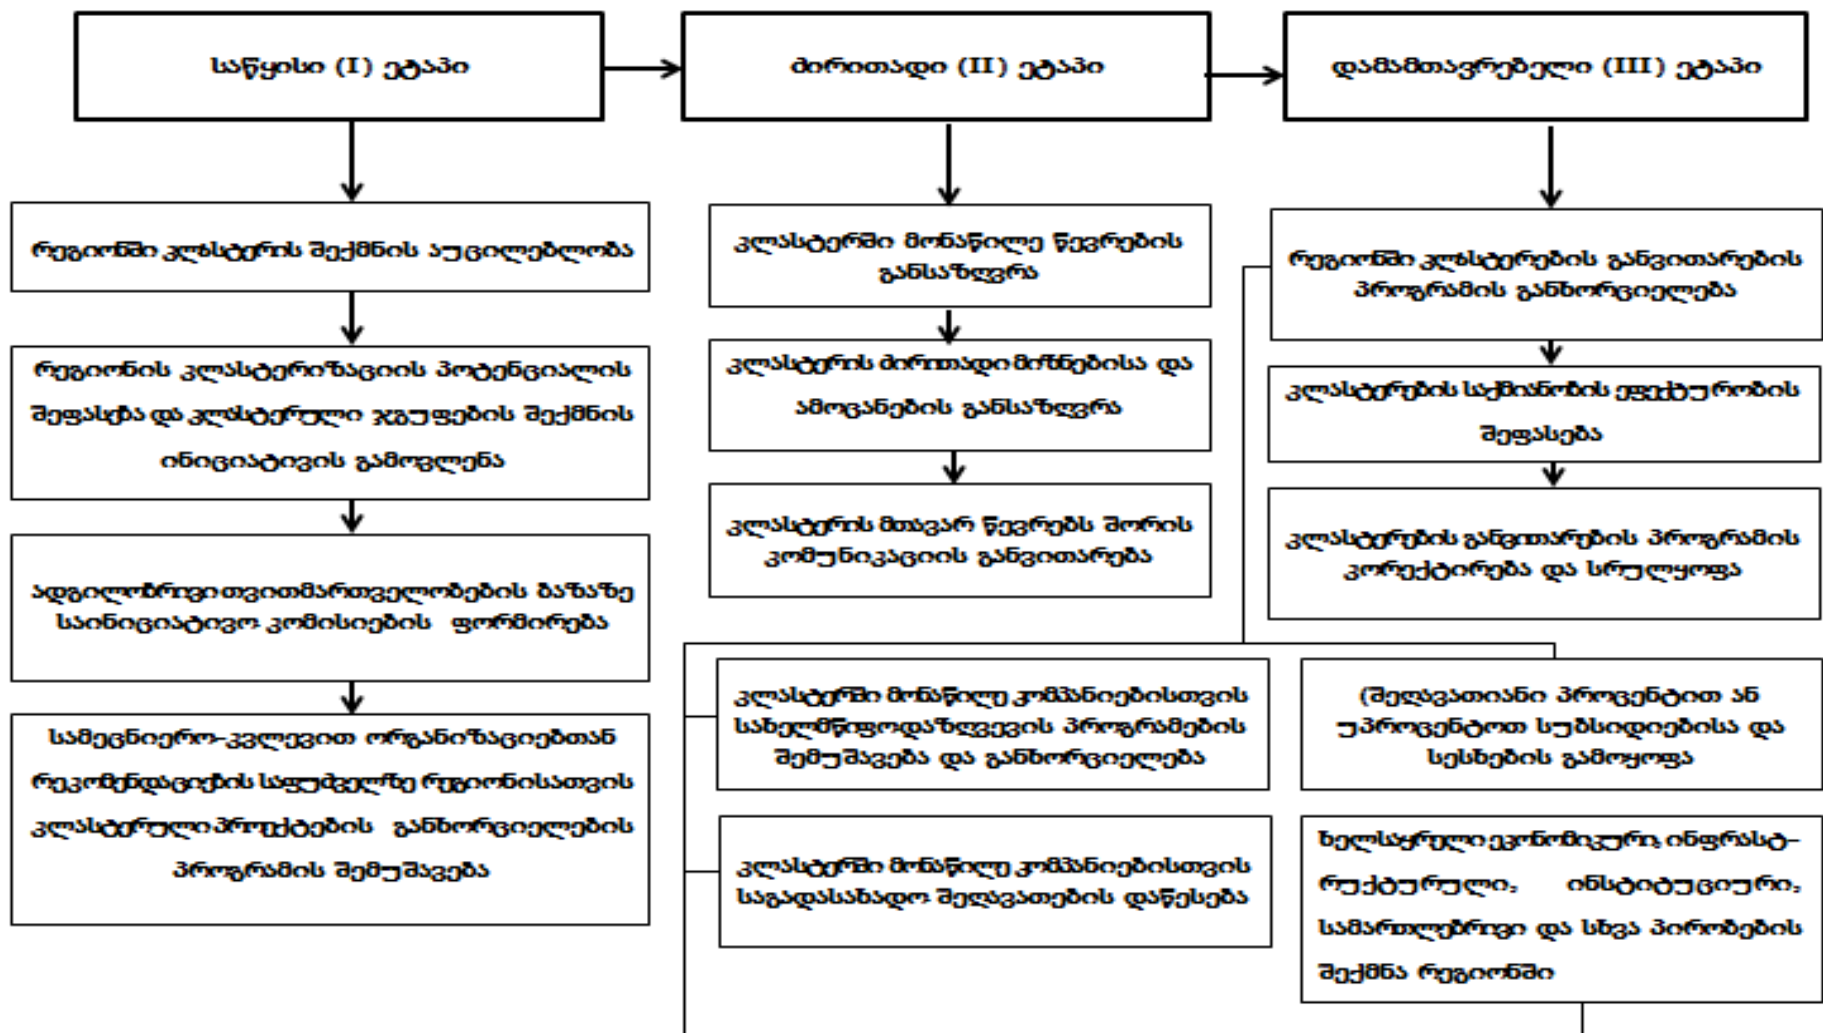 საწყისი (I) ეტაპი
ძირითადი (II) ეტაპი
დამამთავრებელი (III) ეტაპი
რეგიონში კლასტერის შექმნის აუცილებლობა
რეგიონის კლასტერიზაციის პოტენციალის
შეფასება და კლასტერული ჯგუფების შექმნის
ინიციატივის გამოვლენა
ადგილობრივი თვითმართველობების ბაზაზე
საინიციატივო კომისიების ფორმირება
სამეცნიერო-კვლევით ორგანიზაციებთან
რეკომენდაციების საფუძველზე რეგიონისათვის
კლასტერული პროექტების განხორციელების
პროგრამის შემუშავება
კლასტერში მონაწილე წევრების
განსაზღვრა
კლასტერის ძირითადი მიზნებისა და
ამოცანების განსაზღვრა
კლასტერის მთავარ წევრებს შორის
კომუნიკაციის განვითარება
რეგიონში კლასტერების განვითარების
პროგრამის განხორციელება
კლასტერების საქმიანობის ეფექტურობის
შეფასება
კლასტერების განვითარების პროგრამის
კორექტირება და სრულყოფა
კლასტერში მონაწილე კომპანიებისთვის
სახელმწიფო დაზღვევის პროგრამების
შემუშავება და განხორციელება
(შეღავათიანი პროცენტით ან
უპროცენტოთ სუბსიდიებისა და
სესხების გამოყოფა
კლასტერში მონაწილე კომპანიებისთვის
საგადასახადო შეღავათების დაწესება
ხელსაყრელი ეკონომიკური, ინფრასტ-
რუქტურული, ინსტიტუციური,
სამართლებრივი და სხვა პირობების
შექმნა რეგიონში